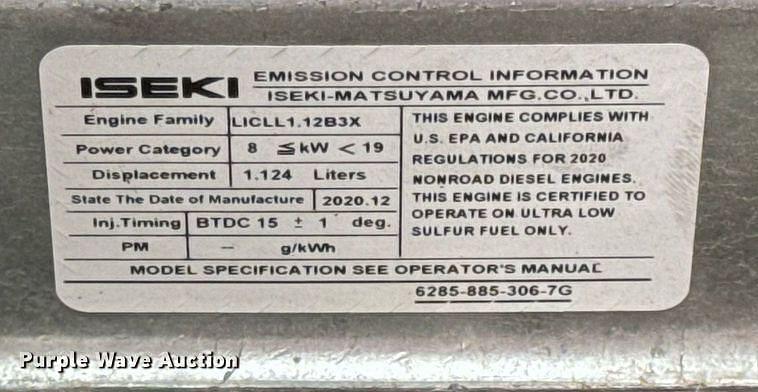 ISEKI EMISSION CONTROL INFORMATION
ISEKI-MATSUYAMA MFG.CO.,LTD.
Engine Family LICLL1.12B3X
Power Category 8 ≦kW < 19
Displacement 1.124 Liters
State The Date of Manufacture 2020.12
Inj.Timing BTDC 15 ± 1 deg.
PM – g/kWh
THIS ENGINE COMPLIES WITH
U.S. EPA AND CALIFORNIA
REGULATIONS FOR 2020
NONROAD DIESEL ENGINES.
THIS ENGINE IS CERTIFIED TO
OPERATE ON ULTRA LOW
SULFUR FUEL ONLY.
MODEL SPECIFICATION SEE OPERATOR'S MANUAL
6285-885-306-7G
Purple Wave Auction